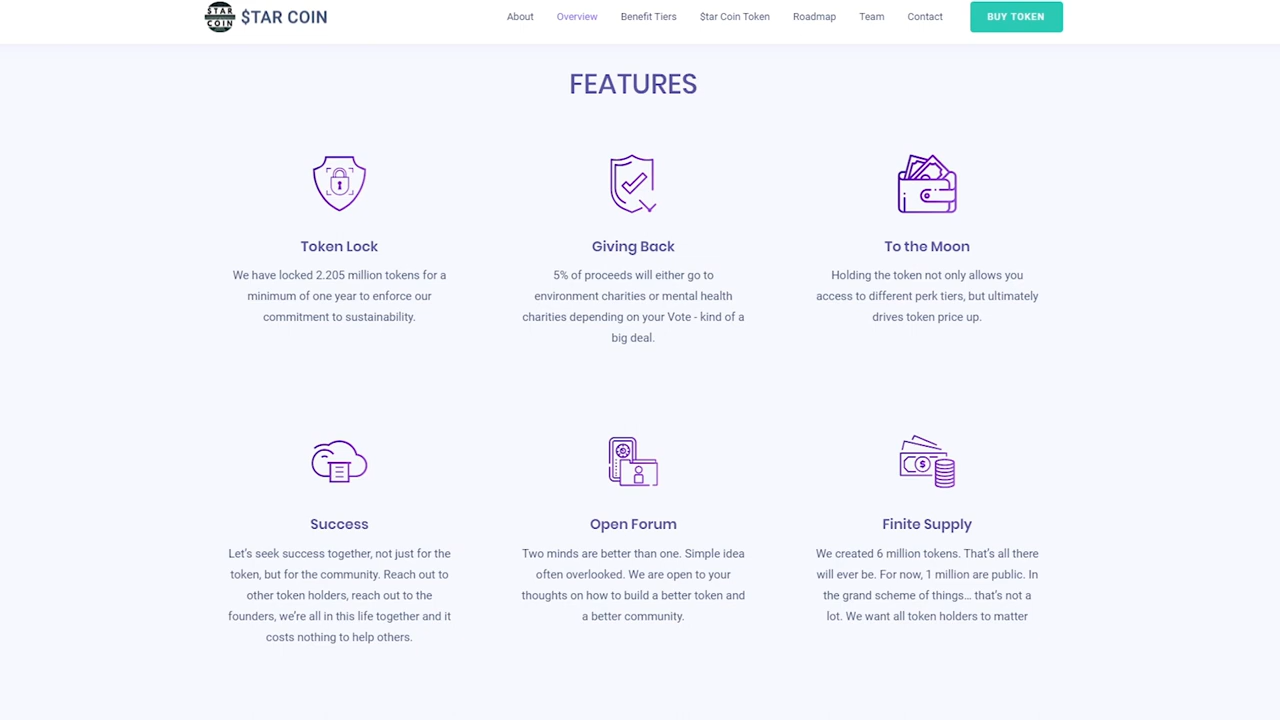 $TAR
COIN
$TAR COIN
About
Overview
Benefit Tiers
$tar Coin Token
Roadmap
Team
Contact
BUY TOKEN
FEATURES
Token Lock
We have locked 2.205 million tokens for a
minimum of one year to enforce our
commitment to sustainability.
Giving Back
5% of proceeds will either go to
environment charities or mental health
charities depending on your Vote - kind of a
big deal.
To the Moon
Holding the token not only allows you
access to different perk tiers, but ultimately
drives token price up.
Success
Let's seek success together, not just for the
token, but for the community. Reach out to
other token holders, reach out to the
founders, we're all in this life together and it
costs nothing to help others.
Open Forum
Two minds are better than one. Simple idea
often overlooked. We are open to your
thoughts on how to build a better token and
a better community.
$
Finite Supply
We created 6 million tokens. That's all there
will ever be. For now, 1 million are public. In
the grand scheme of things... that's not a
lot. We want all token holders to matter